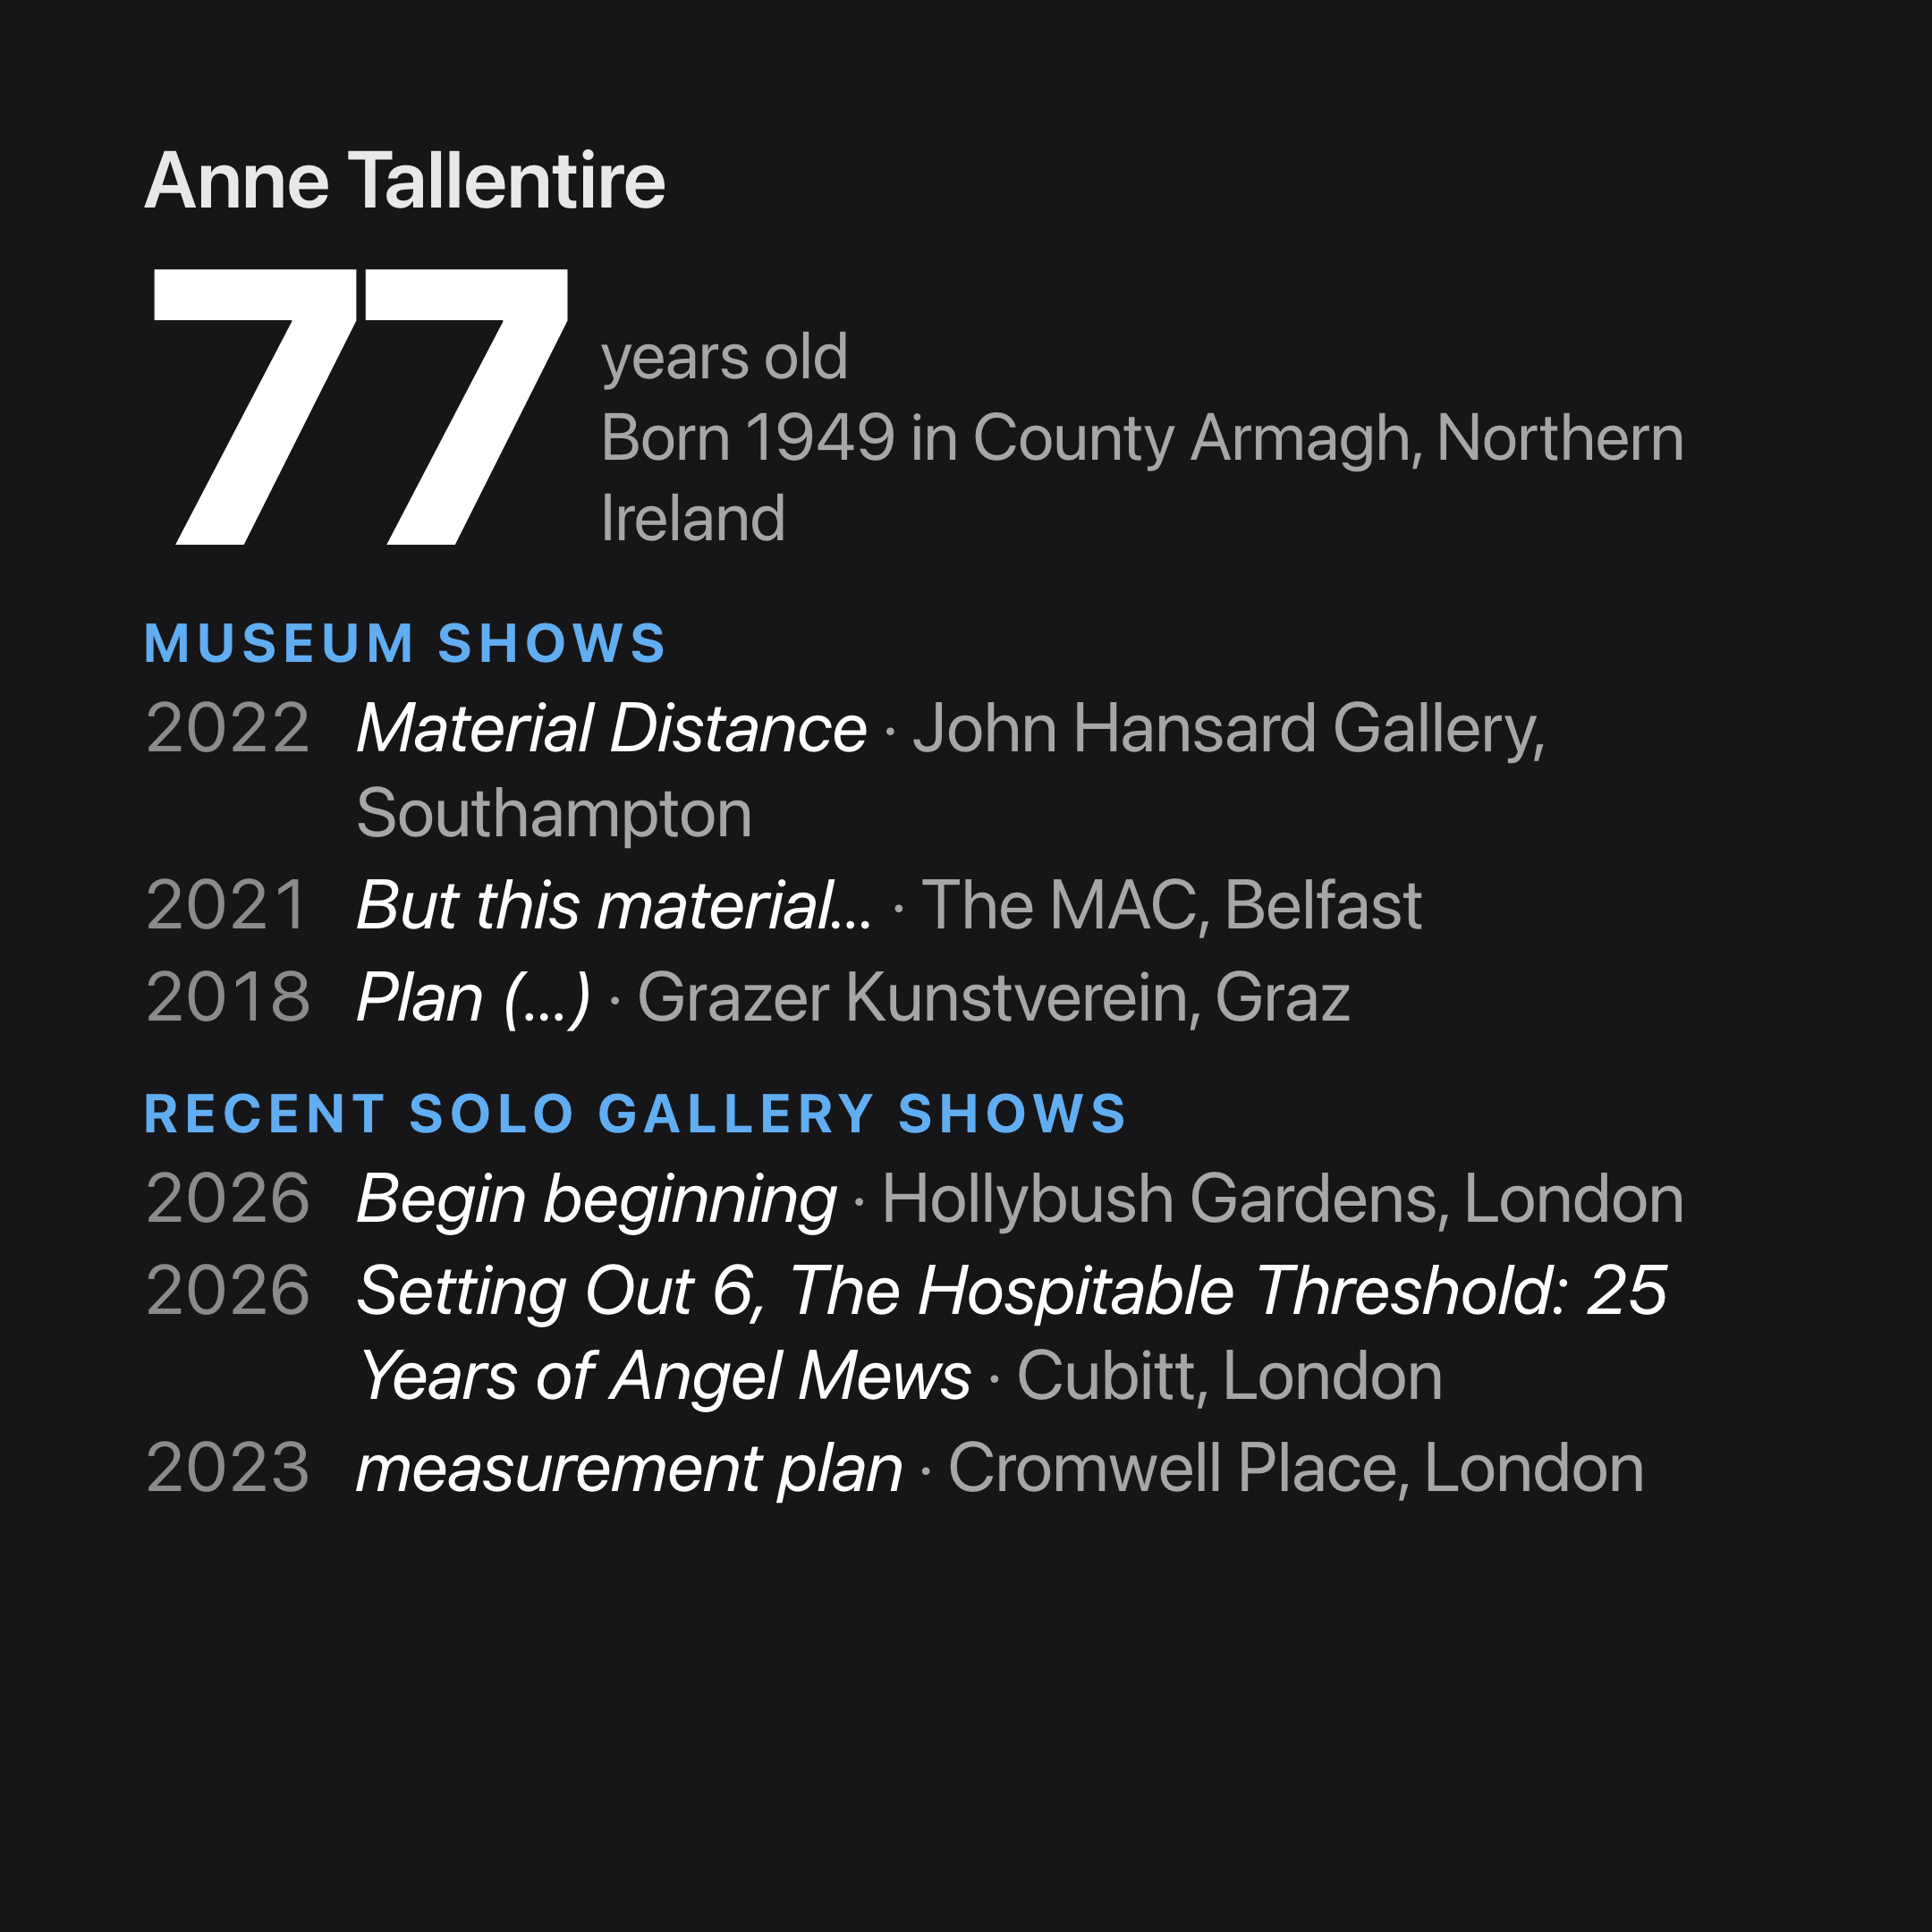 Anne Tallentire
77 years old
Born 1949 in County Armagh, Northern
Ireland
MUSEUM SHOWS
2022 Material Distance · John Hansard Gallery,
Southampton
2021 But this material... · The MAC, Belfast
2018 Plan (...) · Grazer Kunstverein, Graz
RECENT SOLO GALLERY SHOWS
2026 Begin beginning · Hollybush Gardens, London
2026 Setting Out 6, The Hospitable Threshold: 25
Years of Angel Mews · Cubitt, London
2023 measurement plan · Cromwell Place, London